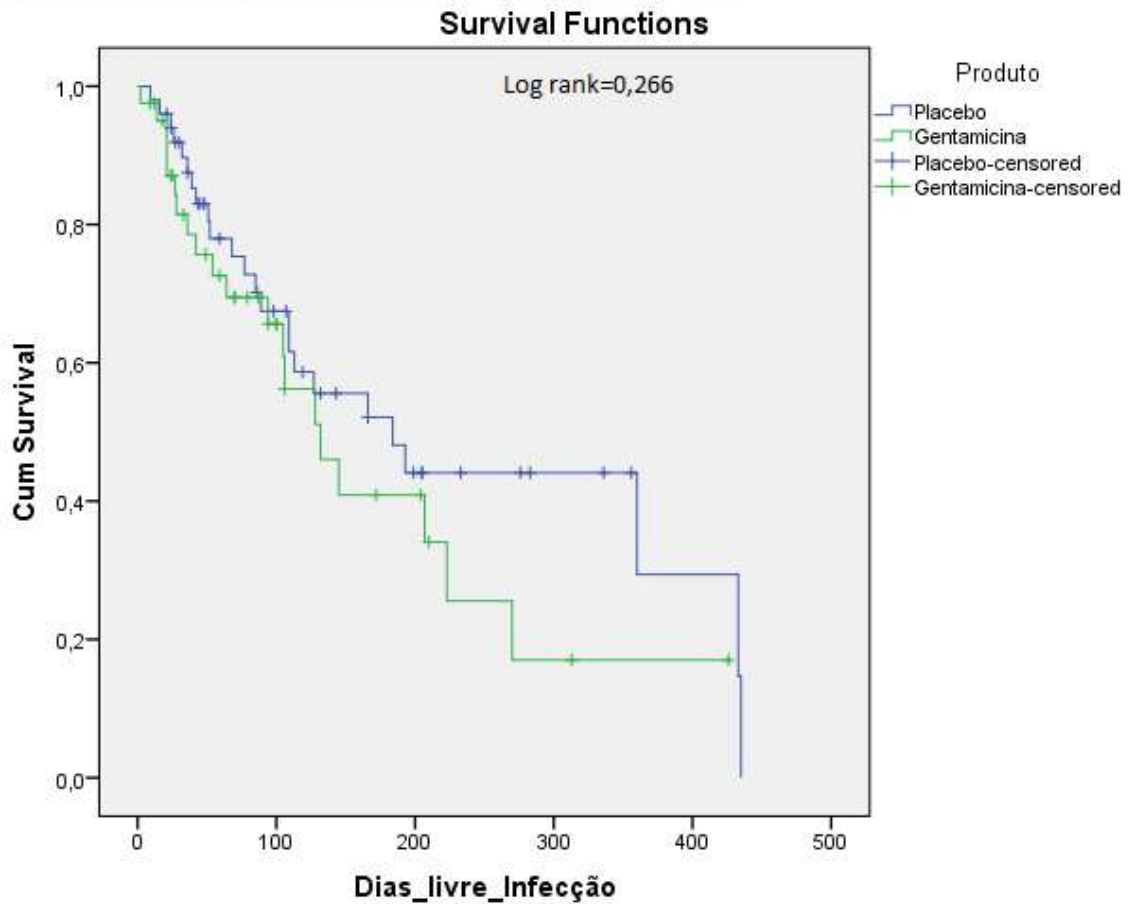 Survival Functions
Log rank=0,266
Produto
Placebo
Gentamicina
Placebo-censored
Gentamicina-censored
Cum Survival
1,0
0,8
0,6
0,4
0,2
0,0
0 100 200 300 400 500
Dias_livre_Infecção